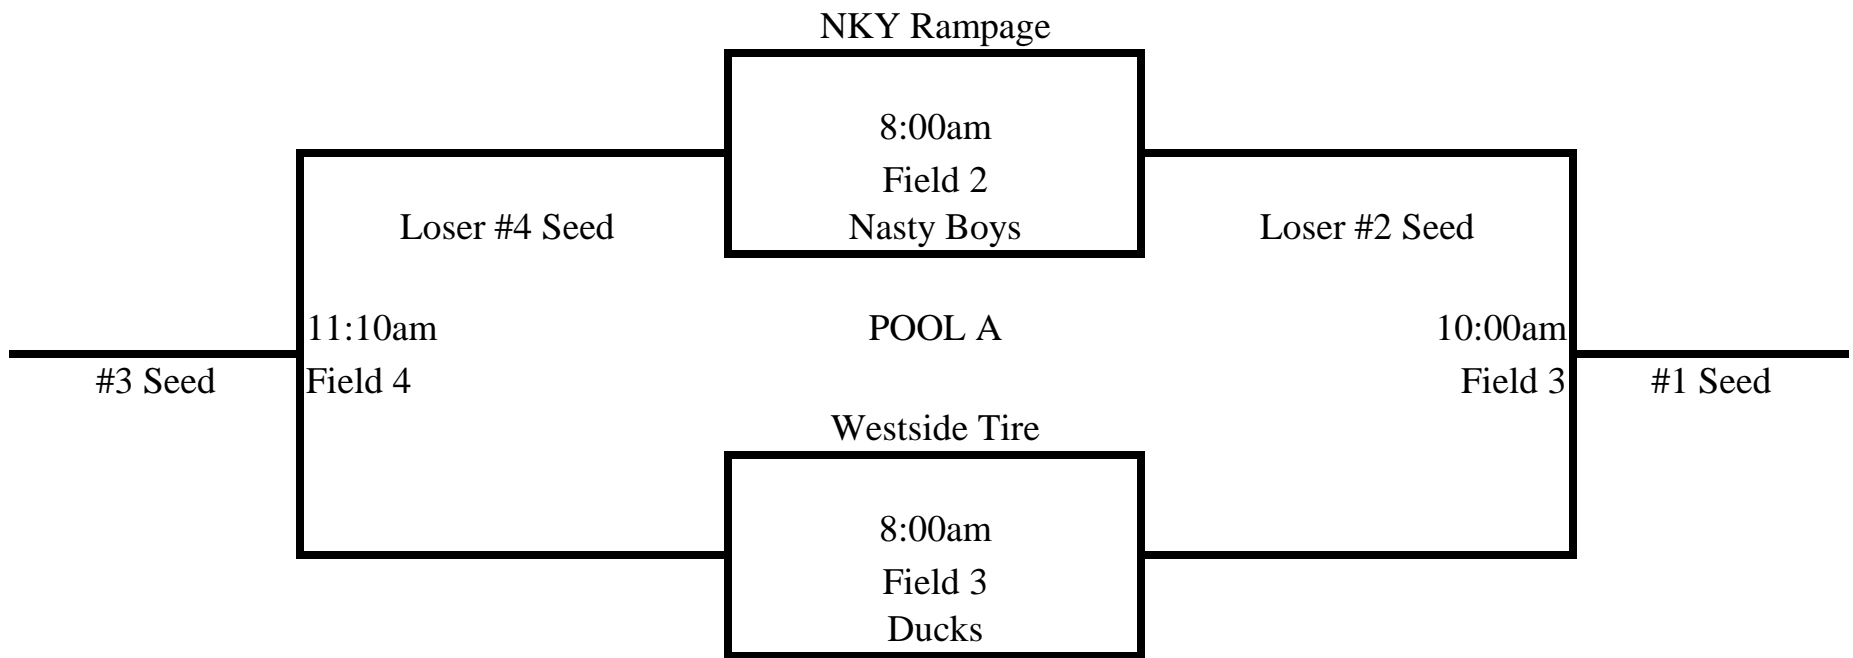 NKY Rampage
8:00am
Field 2
Loser #4 Seed
Nasty Boys
Loser #2 Seed
11:10am
POOL A
10:00am
#3 Seed
Field 4
Field 3
#1 Seed
Westside Tire
8:00am
Field 3
Ducks